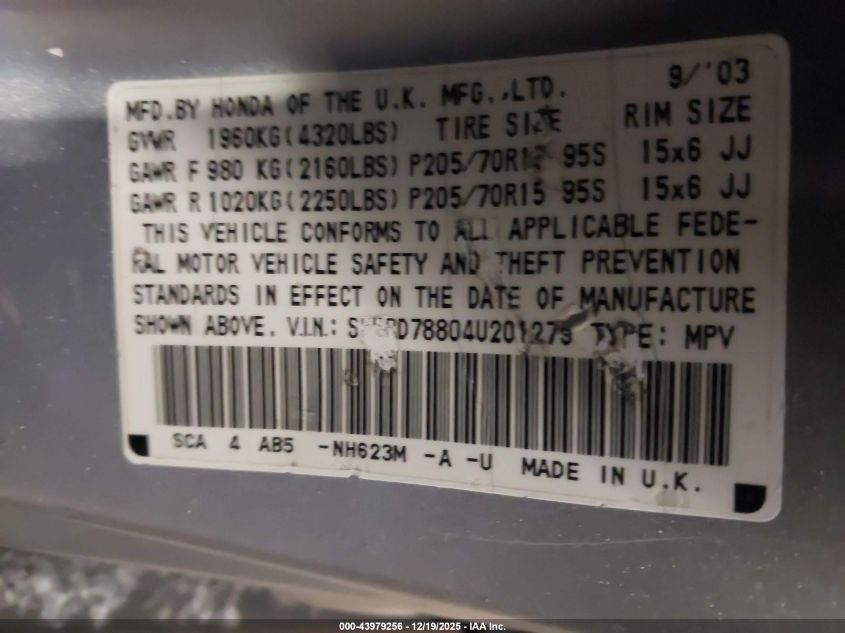 9/'03
MFD.BY HONDA OF THE U.K. MFG.,LTD.
GVWR 1960KG(4320LBS) TIRE SIZE RIM SIZE
GAWR F 980 KG(2160LBS) 95S 15x6 JJ
GAWR R 1020KG(2250LBS) P205/70R15 95S 15x6 JJ
THIS VEHICLE CONFORMS TO ALL APPLICABLE FEDE-
RAL MOTOR VEHICLE SAFETY AND THEFT PREVENTION
STANDARDS IN EFFECT ON THE DATE OF MANUFACTURE
SHOWN ABOVE. V.I.N.: TYPE: MPV
SCA 4 AB5 -NH623M -A -U MADE IN U.K.
000-43979256 - 12/19/2025 - IAA Inc.